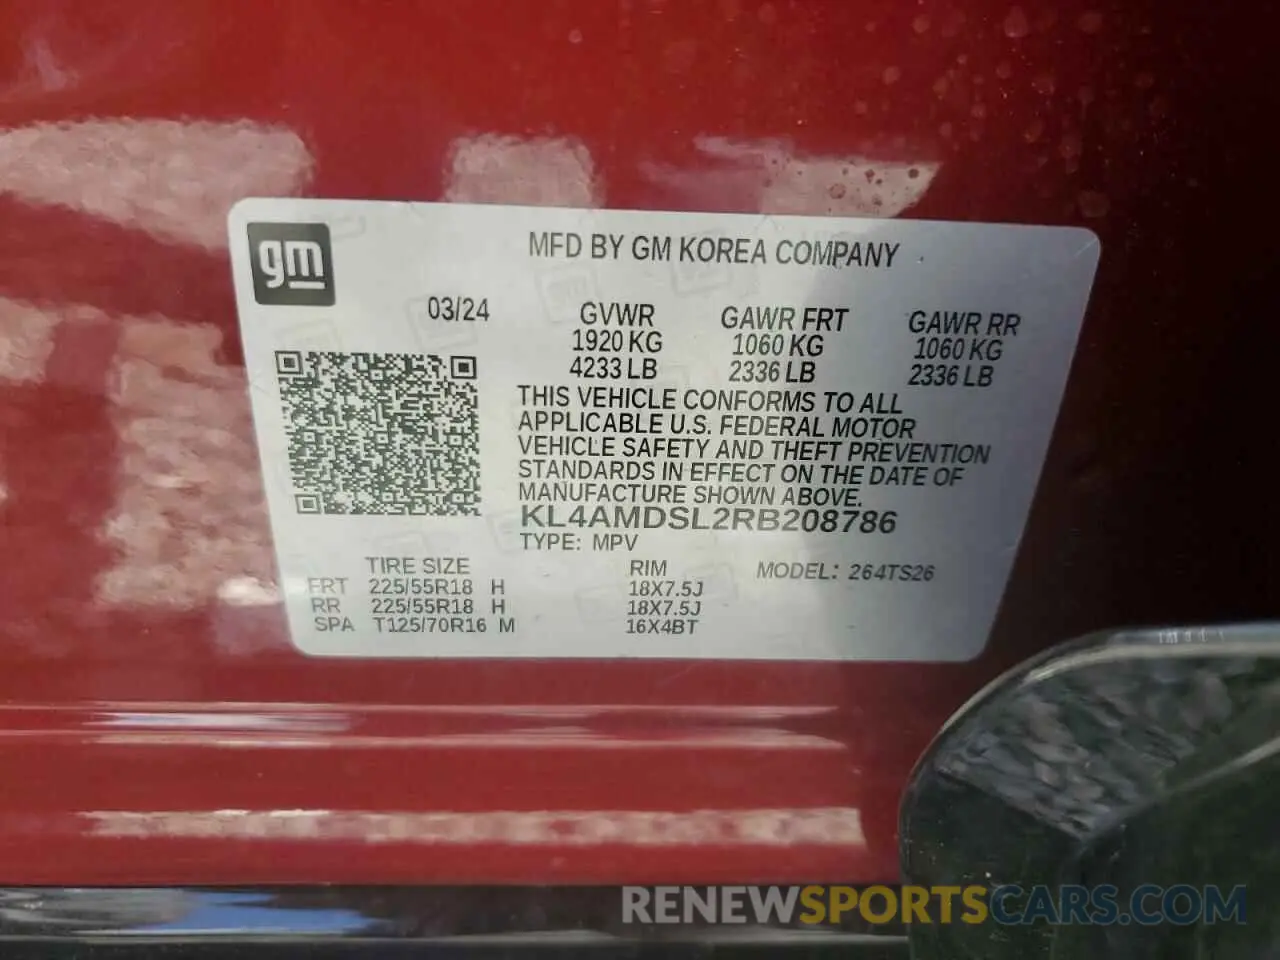 gm
MFD BY GM KOREA COMPANY
03/24 GVWR GAWR FRT GAWR RR
1920 KG 1060 KG 1060 KG
4233 LB 2336 LB 2336 LB
THIS VEHICLE CONFORMS TO ALL
APPLICABLE U.S. FEDERAL MOTOR
VEHICLE SAFETY AND THEFT PREVENTION
STANDARDS IN EFFECT ON THE DATE OF
MANUFACTURE SHOWN ABOVE.
KL4AMDSL2RB208786
TYPE: MPV
TIRE SIZE RIM MODEL: 264TS26
FRT 225/55R18 H 18X7.5J
RR 225/55R18 H 18X7.5J
SPA T125/70R16 M 16X4BT
RENEWSPORTSCARS.COM